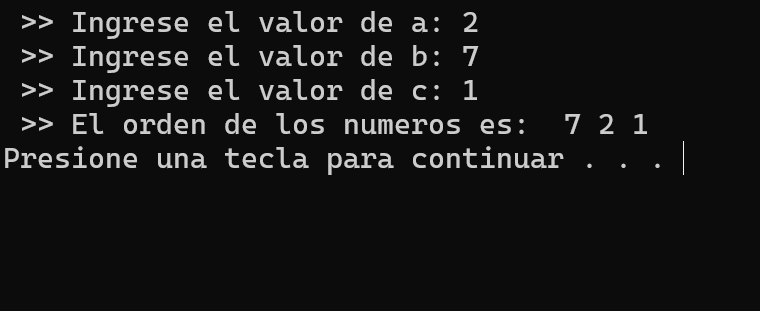 >> Ingrese el valor de a: 2
>> Ingrese el valor de b: 7
>> Ingrese el valor de c: 1
>> El orden de los numeros es:  7 2 1
Presione una tecla para continuar . . .